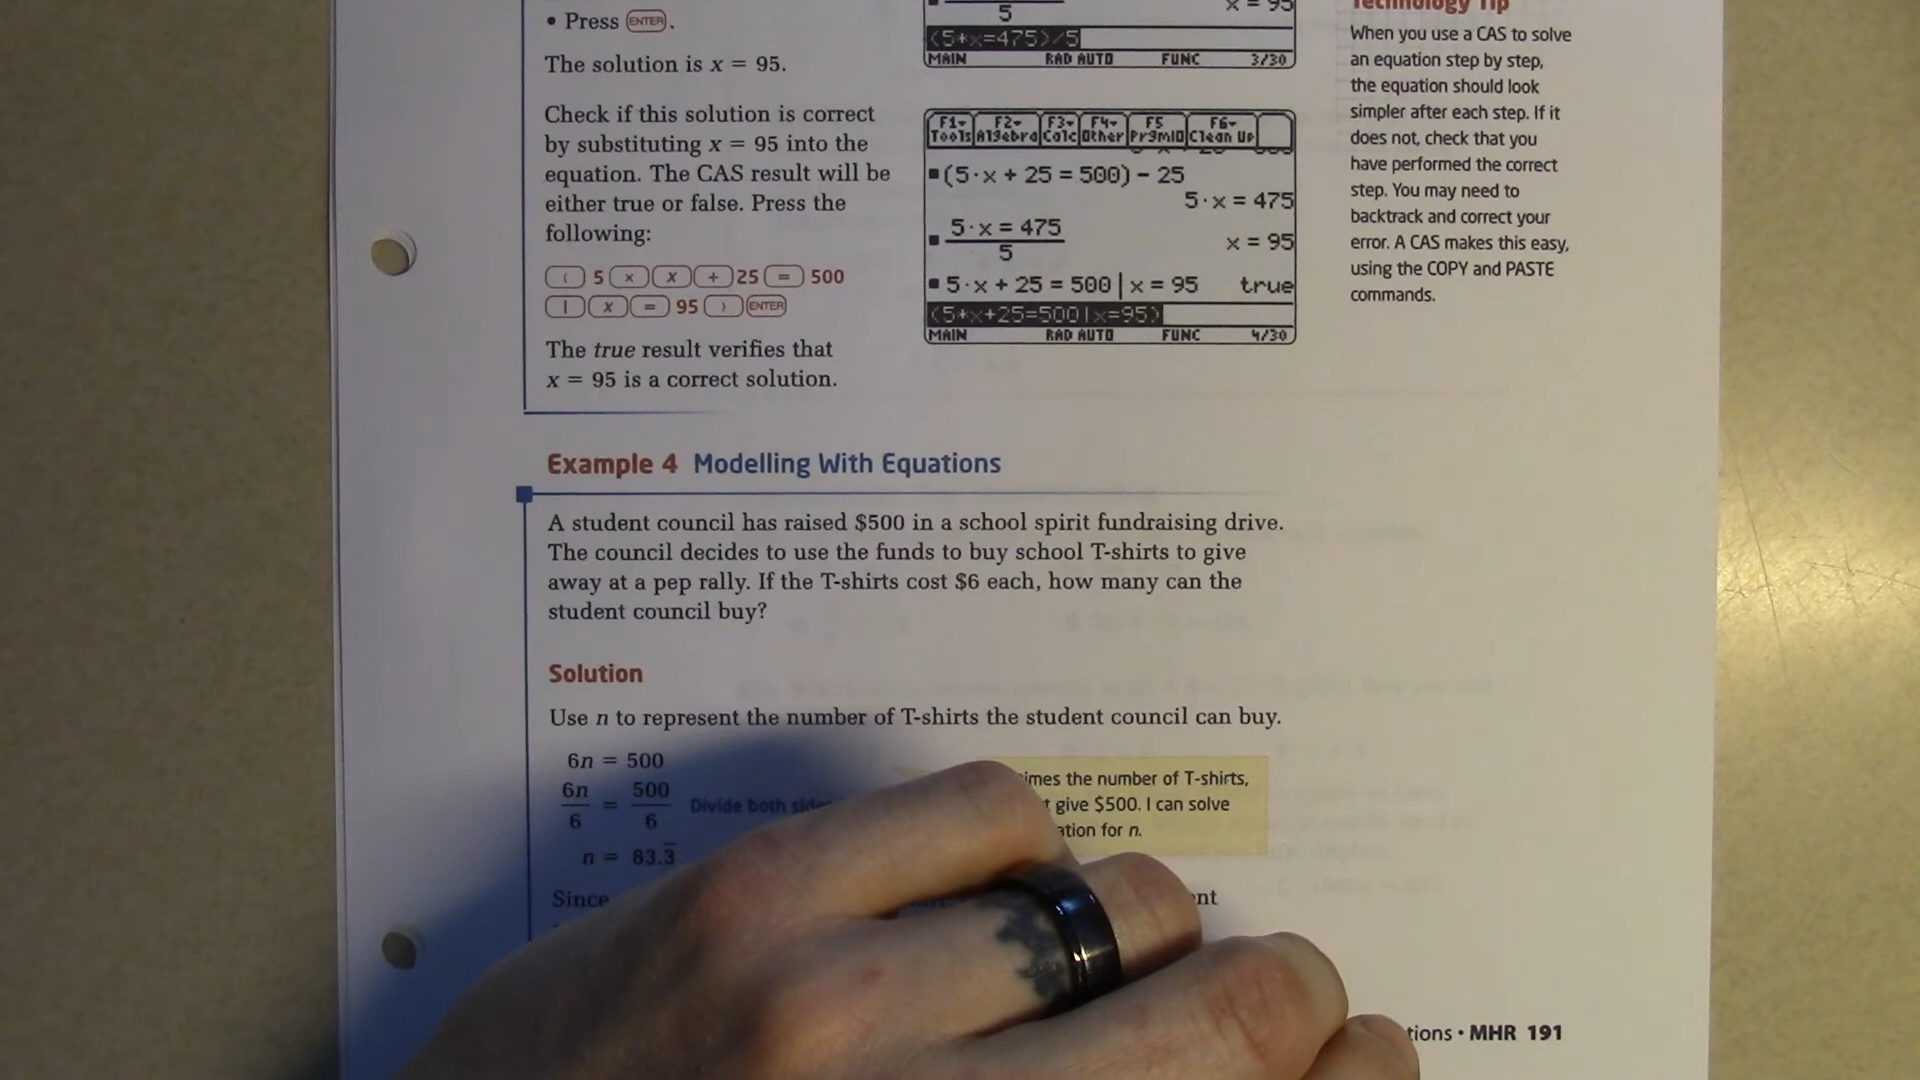 • Press ENTER.
The solution is x = 95.
Check if this solution is correct
by substituting x = 95 into the
equation. The CAS result will be
either true or false. Press the
following:
( 5 × x + 25 = 500
| x = 95 ) ENTER
The true result verifies that
x = 95 is a correct solution.
5
x = 95
(5*x=475)/5
MAIN RAD AUTO FUNC 3/30
F1 F2 F3 F4 F5 F6
Tools Algebra Calc Other PrgmIO Clean Up
(5·x + 25 = 500) - 25
5·x = 475
5·x = 475
5
x = 95
5·x + 25 = 500 | x = 95 true
(5*x+25=500|x=95)
MAIN RAD AUTO FUNC 4/30
Technology Tip
When you use a CAS to solve
an equation step by step,
the equation should look
simpler after each step. If it
does not, check that you
have performed the correct
step. You may need to
backtrack and correct your
error. A CAS makes this easy,
using the COPY and PASTE
commands.
Example 4 Modelling With Equations
A student council has raised $500 in a school spirit fundraising drive.
The council decides to use the funds to buy school T-shirts to give
away at a pep rally. If the T-shirts cost $6 each, how many can the
student council buy?
Solution
Use n to represent the number of T-shirts the student council can buy.
6n = 500
6n/6 = 500/6 Divide both
n = 83.3̅
the number of T-shirts,
give $500. I can solve
for n.
Since
MHR 191